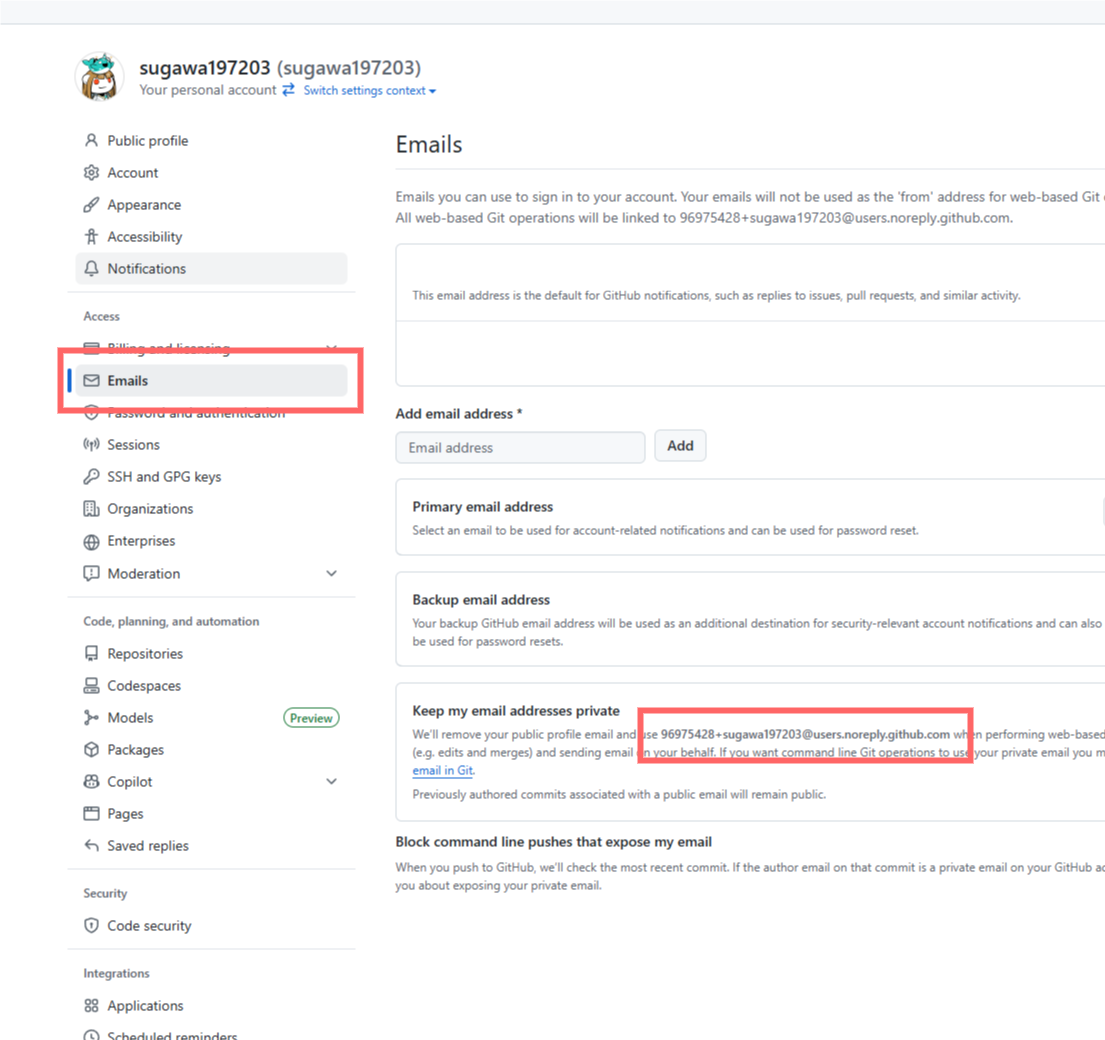 sugawa197203 (sugawa197203)
Your personal account Switch settings context
Public profile
Account
Appearance
Accessibility
Notifications
Access
Billing and licensing
Emails
Password and authentication
Sessions
SSH and GPG keys
Organizations
Enterprises
Moderation
Code, planning, and automation
Repositories
Codespaces
Models Preview
Packages
Copilot
Pages
Saved replies
Security
Code security
Integrations
Applications
Scheduled reminders
Emails
Emails you can use to sign in to your account. Your emails will not be used as the 'from' address for web-based Git
All web-based Git operations will be linked to 96975428+sugawa197203@users.noreply.github.com.
This email address is the default for GitHub notifications, such as replies to issues, pull requests, and similar activity.
Add email address *
Email address Add
Primary email address
Select an email to be used for account-related notifications and can be used for password reset.
Backup email address
Your backup GitHub email address will be used as an additional destination for security-relevant account notifications and can also
be used for password resets.
Keep my email addresses private
We'll remove your public profile email and use 96975428+sugawa197203@users.noreply.github.com when performing web-based
(e.g. edits and merges) and sending email on your behalf. If you want command line Git operations to use your private email you m
email in Git.
Previously authored commits associated with a public email will remain public.
Block command line pushes that expose my email
When you push to GitHub, we'll check the most recent commit. If the author email on that commit is a private email on your GitHub ac
you about exposing your private email.